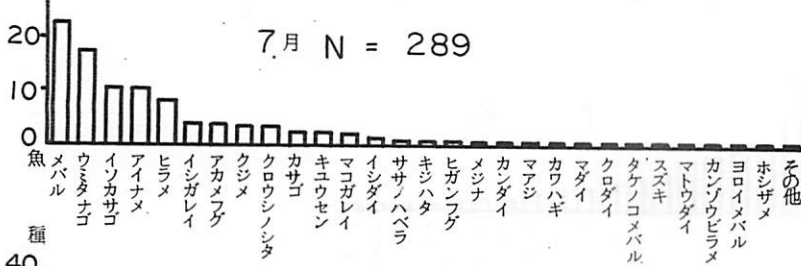 20
7月 N = 289
10
0
魚種
メバル
ウミタナゴ
イソカサゴ
アイナメ
ヒラメ
イシガレイ
アカメフグ
クジメ
クロウシノシタ
カサゴ
キュウセン
マコガレイ
イシダイ
ササノハベラ
キジハタ
ヒガンフグ
メジナ
カンダイ
マアジ
カワハギ
マダイ
クロダイ
タケノコメバル
スズキ
マトウダイ
カンゾウビラメ
ヨロイメバル
ホシザメ
その他
40